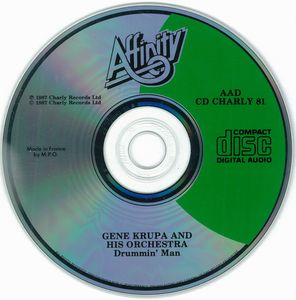 Affinity
℗ 1987 Charly Records Ltd
© 1987 Charly Records Ltd
AAD
CD CHARLY 81
Made in France
by M.P.O.
COMPACT
disc
DIGITAL AUDIO
GENE KRUPA AND
HIS ORCHESTRA
Drummin' Man